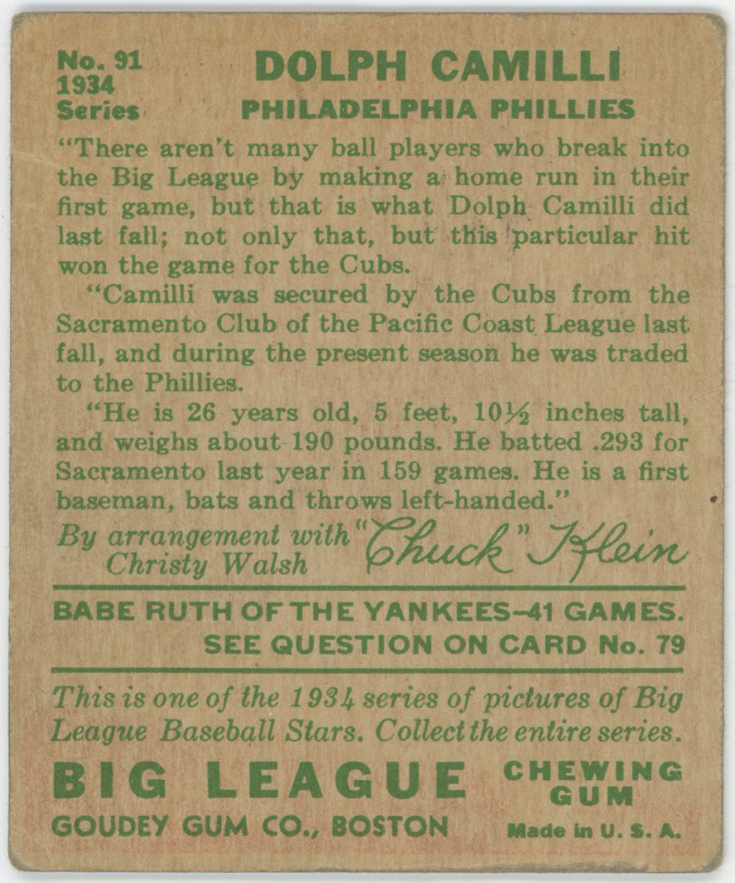 No. 91
1934
Series
DOLPH CAMILLI
PHILADELPHIA PHILLIES
"There aren't many ball players who break into
the Big League by making a home run in their
first game, but that is what Dolph Camilli did
last fall; not only that, but this particular hit
won the game for the Cubs.
"Camilli was secured by the Cubs from the
Sacramento Club of the Pacific Coast League last
fall, and during the present season he was traded
to the Phillies.
"He is 26 years old, 5 feet, 10½ inches tall,
and weighs about 190 pounds. He batted .293 for
Sacramento last year in 159 games. He is a first
baseman, bats and throws left-handed."
By arrangement with
Christy Walsh
"Chuck" Klein
BABE RUTH OF THE YANKEES—41 GAMES.
SEE QUESTION ON CARD No. 79
This is one of the 1934 series of pictures of Big
League Baseball Stars. Collect the entire series.
BIG LEAGUE
CHEWING
GUM
GOUDEY GUM CO., BOSTON
Made in U. S. A.